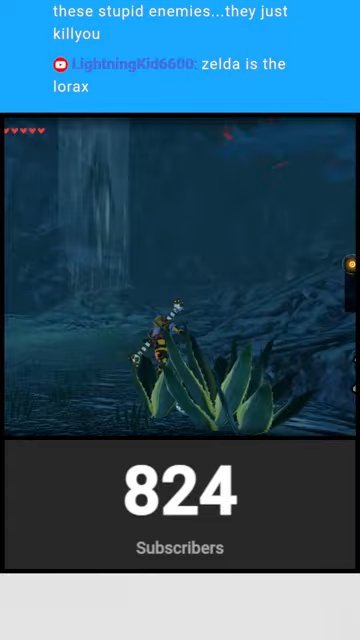 these stupid enemies...they just
killyou
LightningKid6600: zelda is the
lorax
824
Subscribers